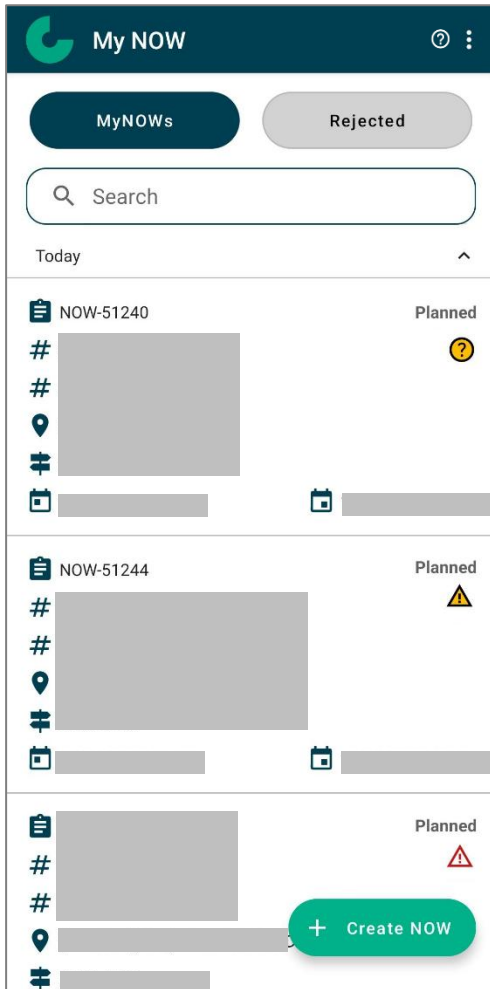 My NOW
MyNOWs Rejected
Search
Today
NOW-51240 Planned
#
#
NOW-51244 Planned
#
#
Planned
#
#
+ Create NOW